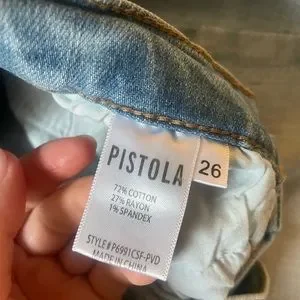 PISTOLA
26
72% COTTON
27% RAYON
1% SPANDEX
STYLE#P6991CSF-PVD
MADE IN CHINA